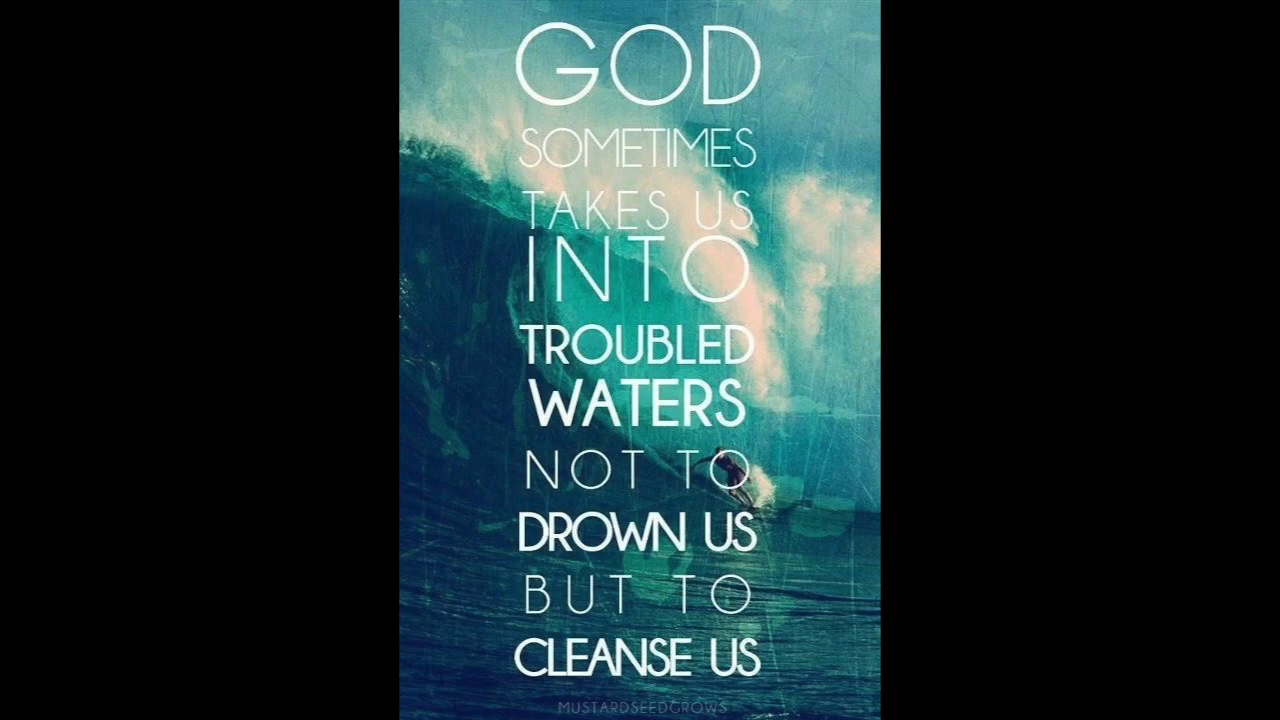 GOD
SOMETIMES
TAKES US
INTO
TROUBLED
WATERS
NOT TO
DROWN US
BUT TO
CLEANSE US
MUSTARDSEEDGROWS